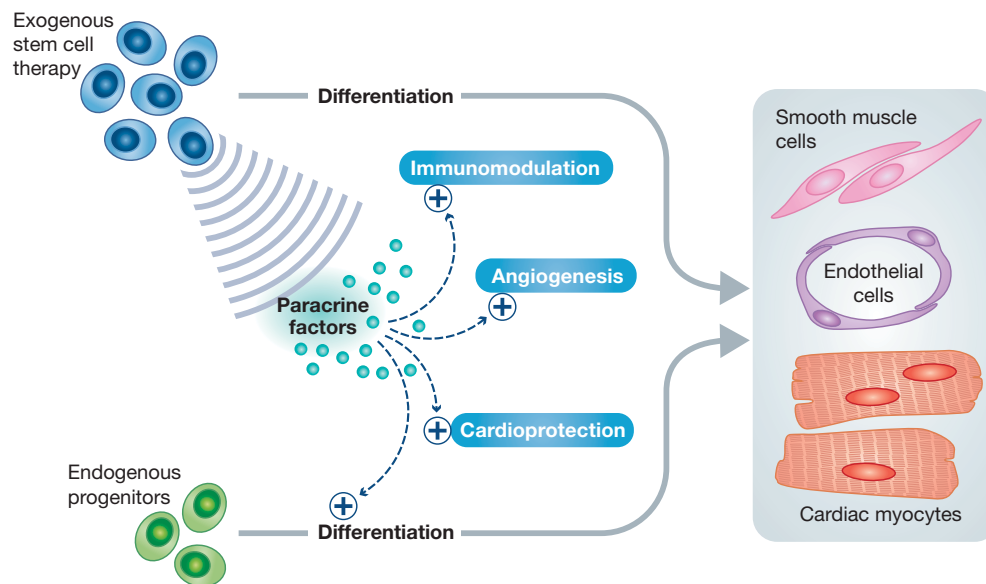 Exogenous
stem cell
therapy
Differentiation
Immunomodulation
+
Angiogenesis
+
Paracrine
factors
+
Cardioprotection
Endogenous
progenitors
+
Differentiation
Smooth muscle
cells
Endothelial
cells
Cardiac myocytes